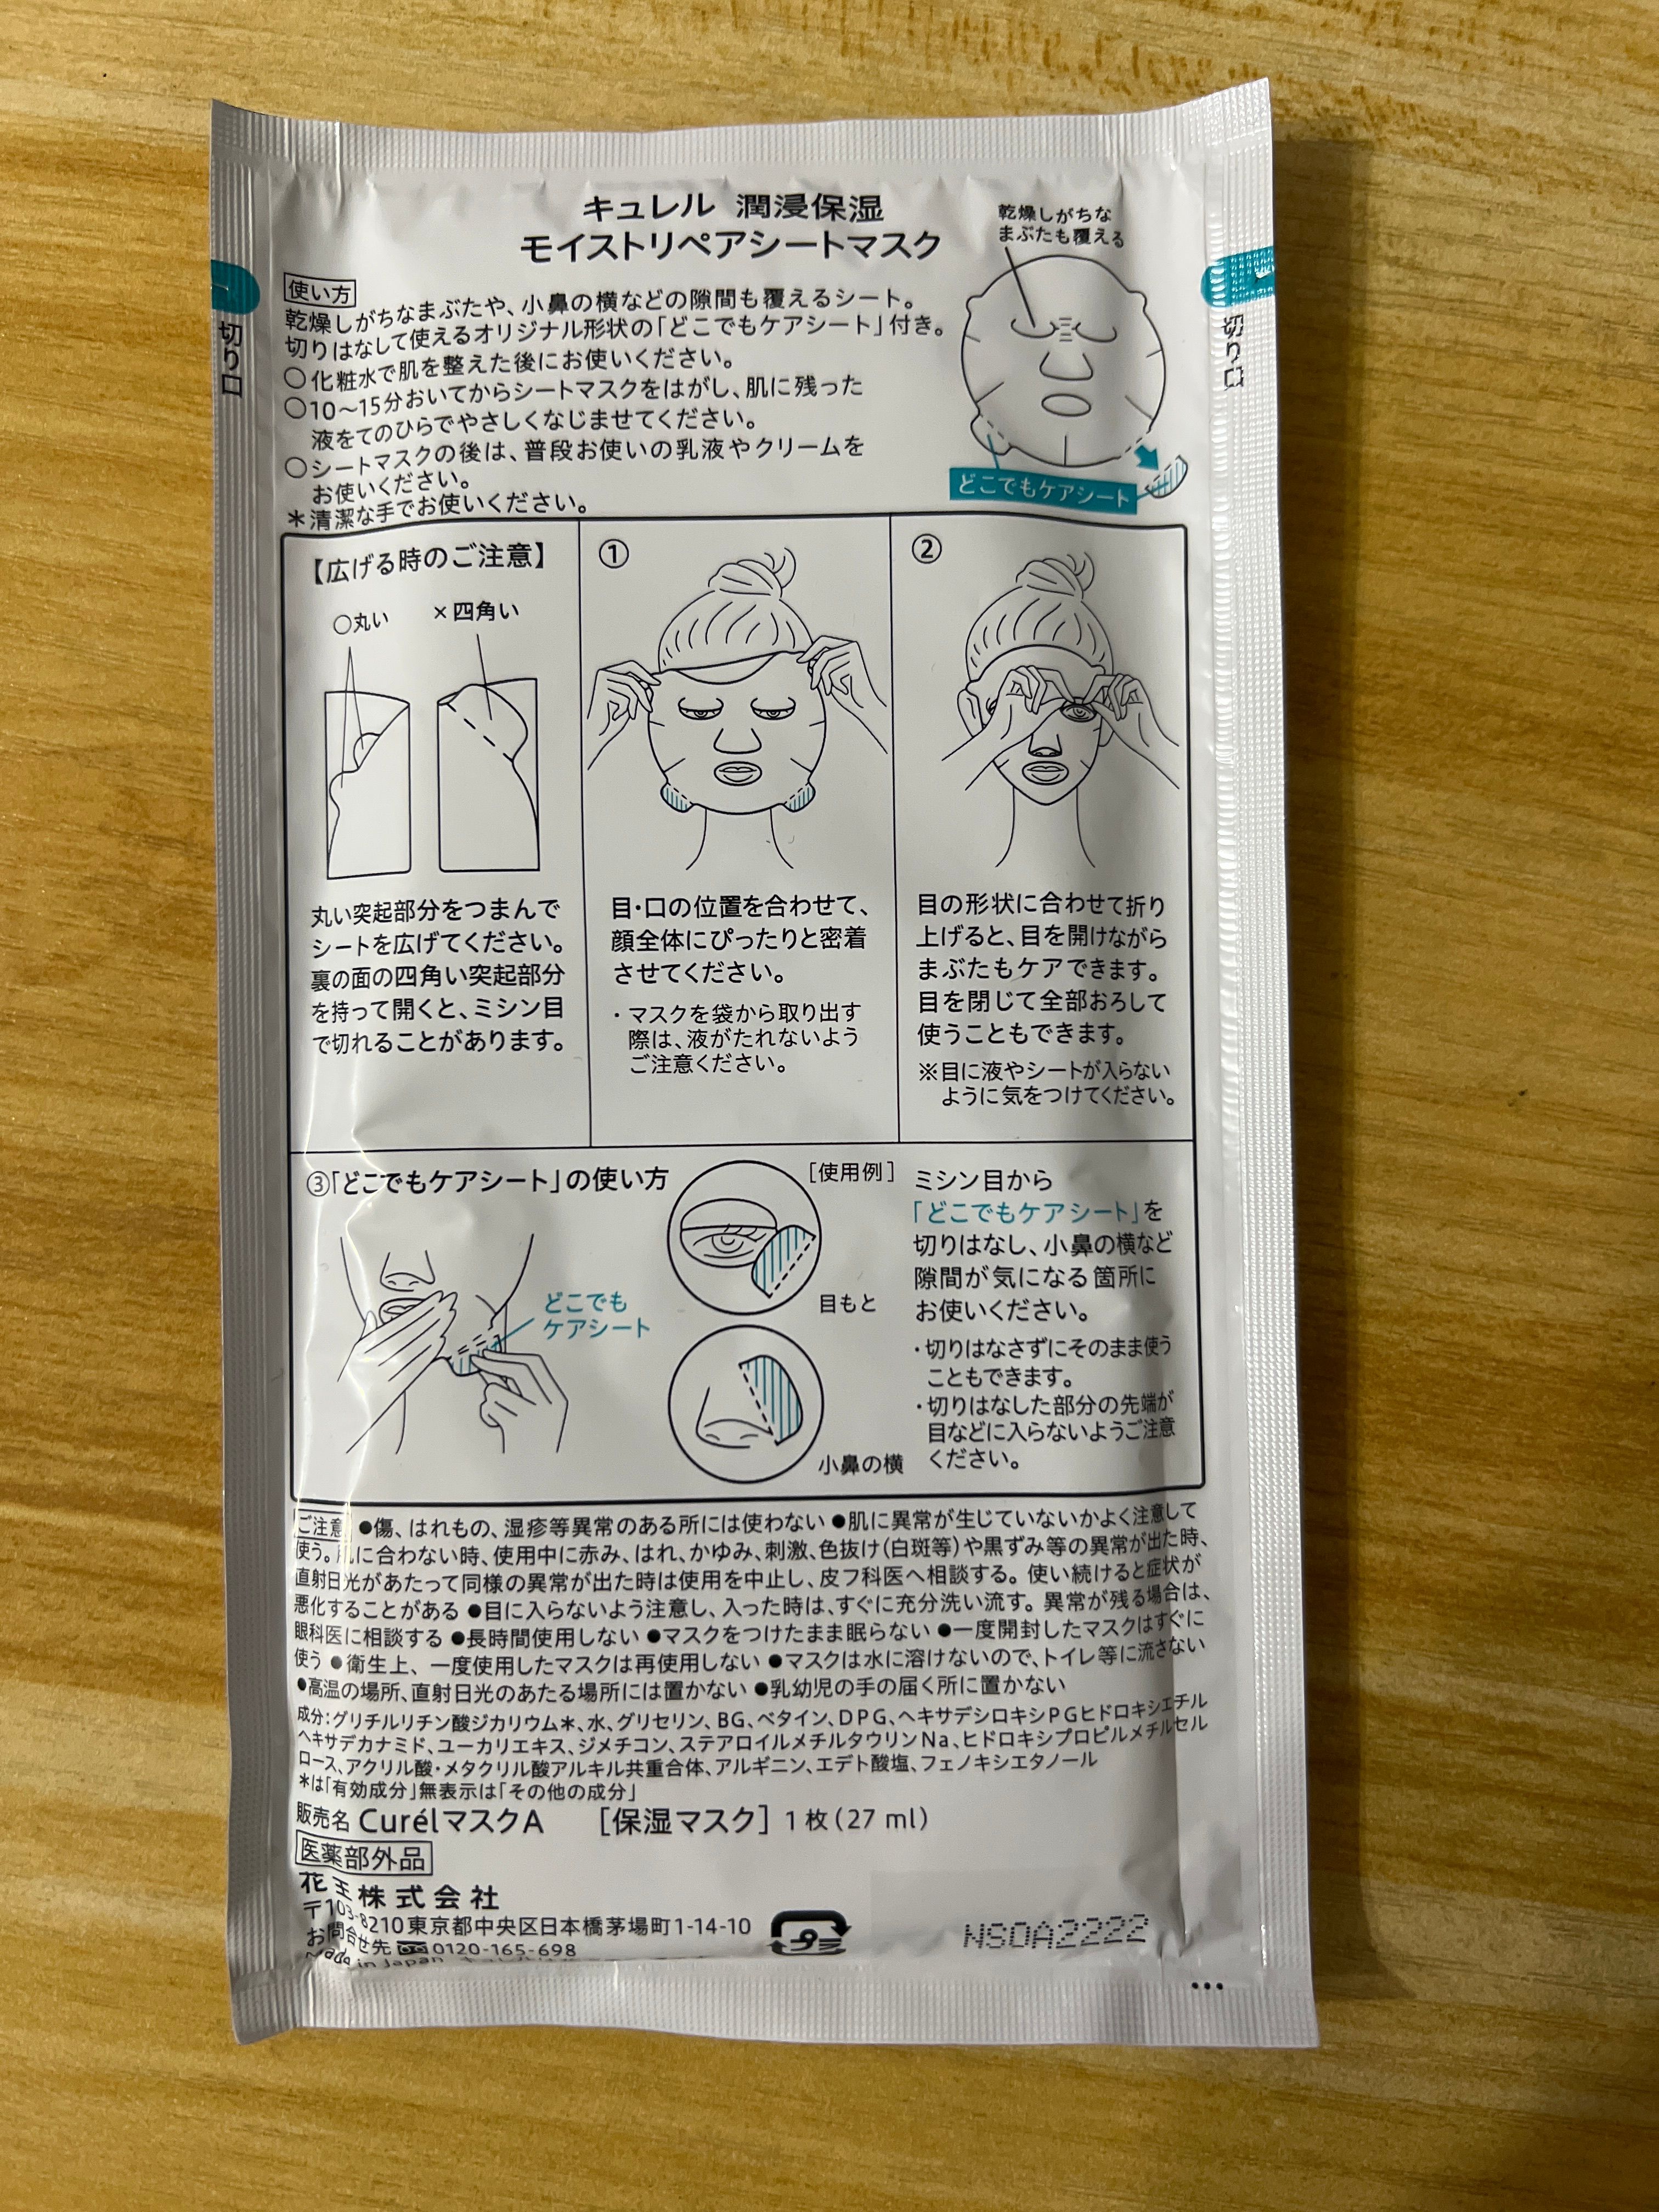 キュレル 潤浸保湿
モイストリペアシートマスク
乾燥しがちな
まぶたも覆える
切り口
切り口
使い方
乾燥しがちなまぶたや、小鼻の横などの隙間も覆えるシート。
切りはなして使えるオリジナル形状の「どこでもケアシート」付き。
○化粧水で肌を整えた後にお使いください。
○10〜15分おいてからシートマスクをはがし、肌に残った
液をてのひらでやさしくなじませてください。
○シートマスクの後は、普段お使いの乳液やクリームを
お使いください。
＊清潔な手でお使いください。
どこでもケアシート
【広げる時のご注意】
○丸い ×四角い
丸い突起部分をつまんで
シートを広げてください。
裏の面の四角い突起部分
を持って開くと、ミシン目
で切れることがあります。
①
目・口の位置を合わせて、
顔全体にぴったりと密着
させてください。
・マスクを袋から取り出す
際は、液がたれないよう
ご注意ください。
②
目の形状に合わせて折り
上げると、目を開けながら
まぶたもケアできます。
目を閉じて全部おろして
使うこともできます。
※目に液やシートが入らない
ように気をつけてください。
③「どこでもケアシート」の使い方
どこでも
ケアシート
［使用例］
目もと
小鼻の横
ミシン目から
「どこでもケアシート」を
切りはなし、小鼻の横など
隙間が気になる箇所に
お使いください。
・切りはなさずにそのまま使う
こともできます。
・切りはなした部分の先端が
目などに入らないようご注意
ください。
ご注意 ●傷、はれもの、湿疹等異常のある所には使わない ●肌に異常が生じていないかよく注意して
使う。肌に合わない時、使用中に赤み、はれ、かゆみ、刺激、色抜け(白斑等)や黒ずみ等の異常が出た時、
直射日光があたって同様の異常が出た時は使用を中止し、皮フ科医へ相談する。使い続けると症状が
悪化することがある ●目に入らないよう注意し、入った時は、すぐに充分洗い流す。異常が残る場合は、
眼科医に相談する ●長時間使用しない ●マスクをつけたまま眠らない ●一度開封したマスクはすぐに
使う ●衛生上、一度使用したマスクは再使用しない ●マスクは水に溶けないので、トイレ等に流さない
●高温の場所、直射日光のあたる場所には置かない ●乳幼児の手の届く所に置かない
成分：グリチルリチン酸ジカリウム＊、水、グリセリン、BG、ベタイン、DPG、ヘキサデシロキシPGヒドロキシエチル
ヘキサデカナミド、ユーカリエキス、ジメチコン、ステアロイルメチルタウリンNa、ヒドロキシプロピルメチルセル
ロース、アクリル酸・メタクリル酸アルキル共重合体、アルギニン、エデト酸塩、フェノキシエタノール
＊は「有効成分」無表示は「その他の成分」
販売名 CurélマスクA ［保湿マスク］ 1枚(27 ml)
医薬部外品
花王株式会社
〒103-8210東京都中央区日本橋茅場町1-14-10
お問合せ先 0120-165-698
Made in Japan
NSOA2222